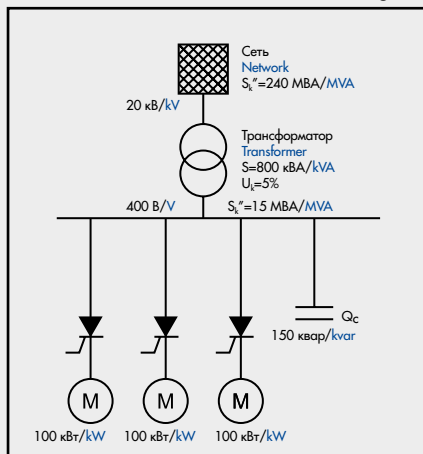 Сеть
Network
Sk″=240 МВА/MVA
20 кВ/kV
Трансформатор
Transformer
S=800 кВА/kVA
Uk=5%
400 В/V
Sk″=15 МВА/MVA
QC
150 квар/kvar
M M M
100 кВт/kW 100 кВт/kW 100 кВт/kW